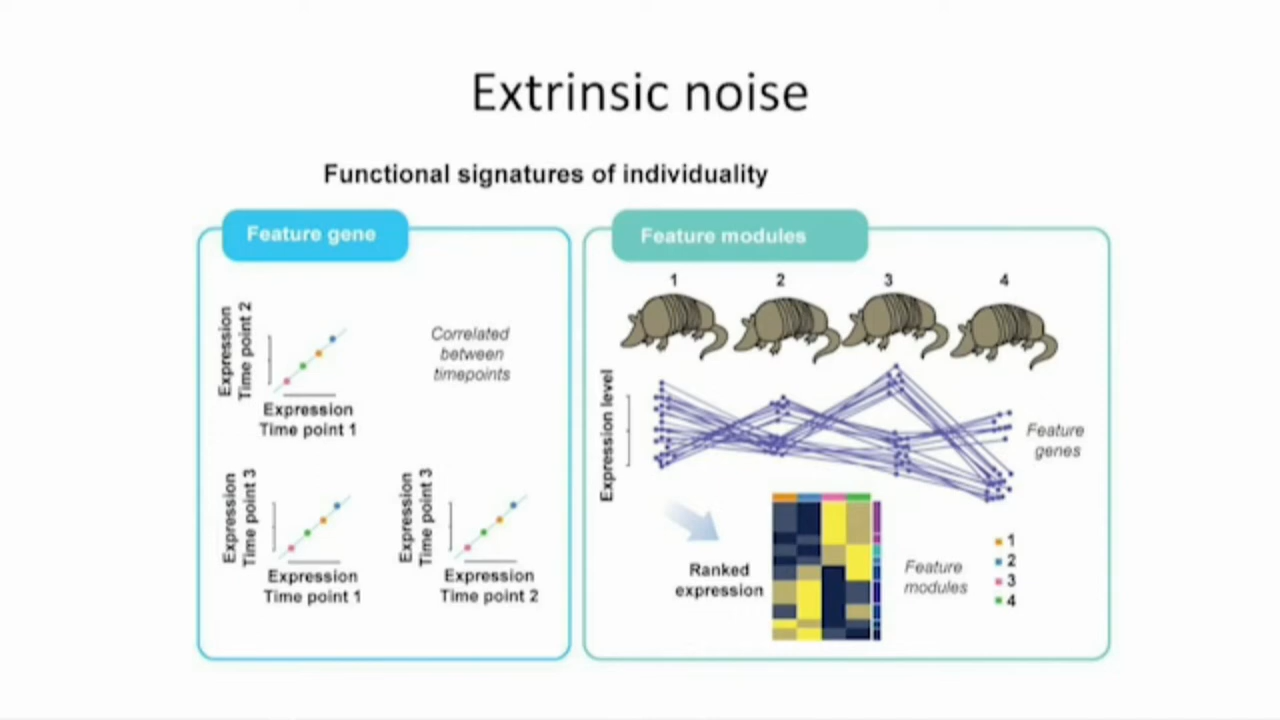 Extrinsic noise
Functional signatures of individuality
Feature gene
Expression
Time point 2
Expression
Time point 1
Correlated
between
timepoints
Expression
Time point 3
Expression
Time point 1
Expression
Time point 3
Expression
Time point 2
Feature modules
1 2 3 4
Expression level
Feature
genes
Ranked
expression
Feature
modules
1
2
3
4